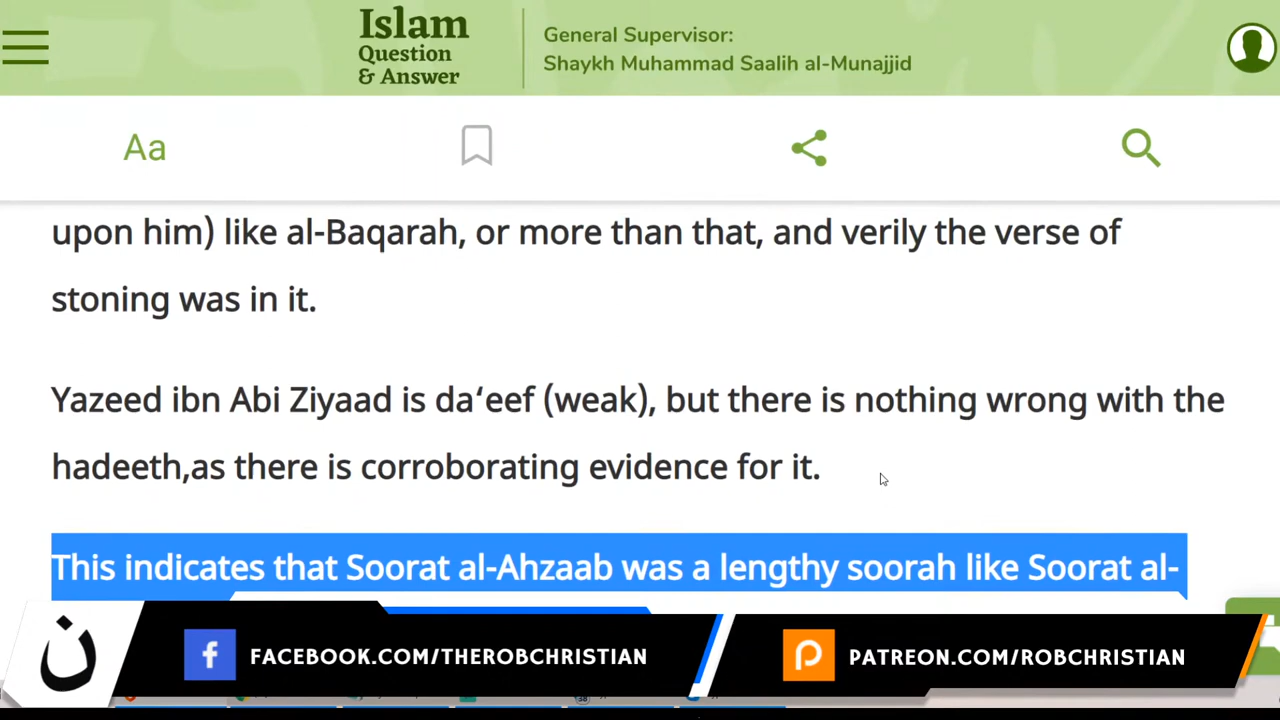 Islam
Question
& Answer
General Supervisor:
Shaykh Muhammad Saalih al-Munajjid
Aa
upon him) like al-Baqarah, or more than that, and verily the verse of
stoning was in it.
Yazeed ibn Abi Ziyaad is da‘eef (weak), but there is nothing wrong with the
hadeeth,as there is corroborating evidence for it.
This indicates that Soorat al-Ahzaab was a lengthy soorah like Soorat al-
ن
f FACEBOOK.COM/THEROBCHRISTIAN
PATREON.COM/ROBCHRISTIAN